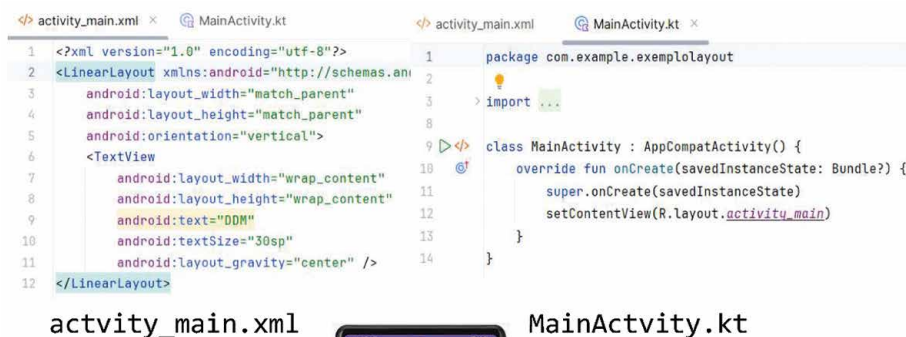 activity_main.xml × MainActivity.kt
1 <?xml version="1.0" encoding="utf-8"?>
2 <LinearLayout xmlns:android="http://schemas.an
3 android:layout_width="match_parent"
4 android:layout_height="match_parent"
5 android:orientation="vertical">
6 <TextView
7 android:layout_width="wrap_content"
8 android:layout_height="wrap_content"
9 android:text="DDM"
10 android:textSize="30sp"
11 android:layout_gravity="center" />
12 </LinearLayout>
actvity_main.xml
activity_main.xml MainActivity.kt ×
1 package com.example.exemplolayout
2
3 import ...
8
9 class MainActivity : AppCompatActivity() {
10 override fun onCreate(savedInstanceState: Bundle?) {
11 super.onCreate(savedInstanceState)
12 setContentView(R.layout.activity_main)
13 }
14 }
MainActvity.kt